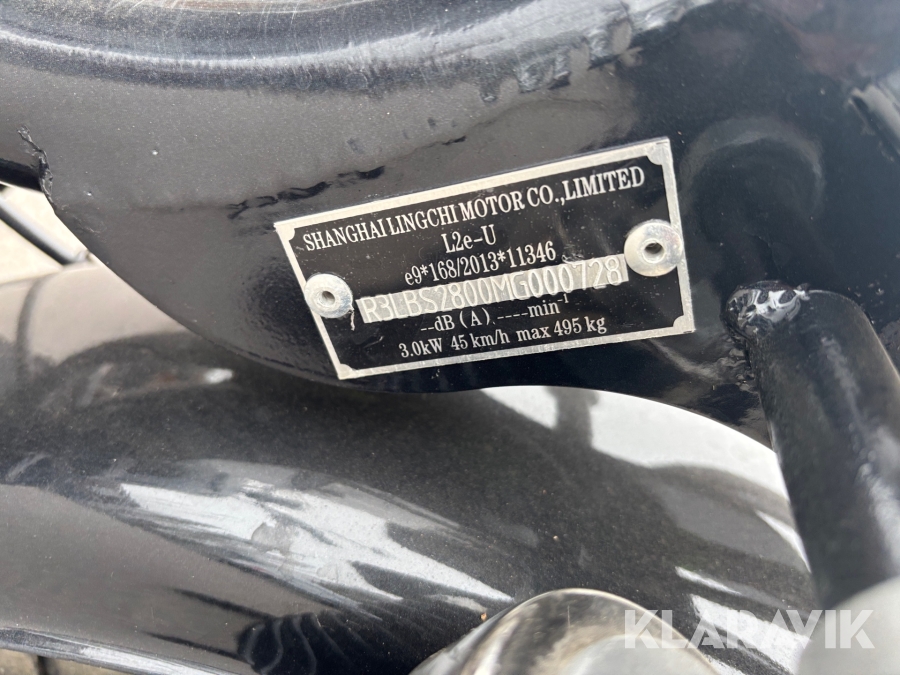 SHANGHAI LINGCHI MOTOR CO.,LIMITED
L2e-U
e9*168/2013*11346
R3LBS2800MG000728
--dB(A) ----min-1
3.0kW 45 km/h max 495 kg
KLARAVIK